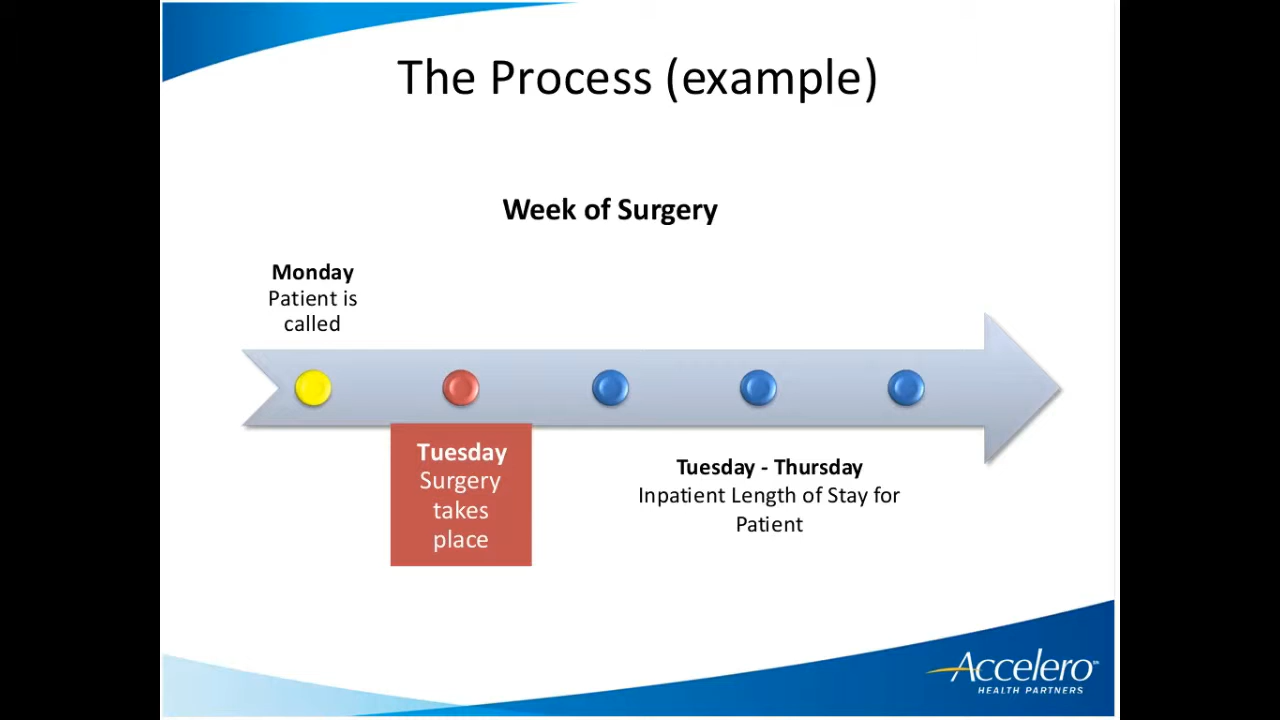 The Process (example)
Week of Surgery
Monday
Patient is
called
Tuesday
Surgery
takes
place
Tuesday - Thursday
Inpatient Length of Stay for
Patient
Accelero
HEALTH PARTNERS